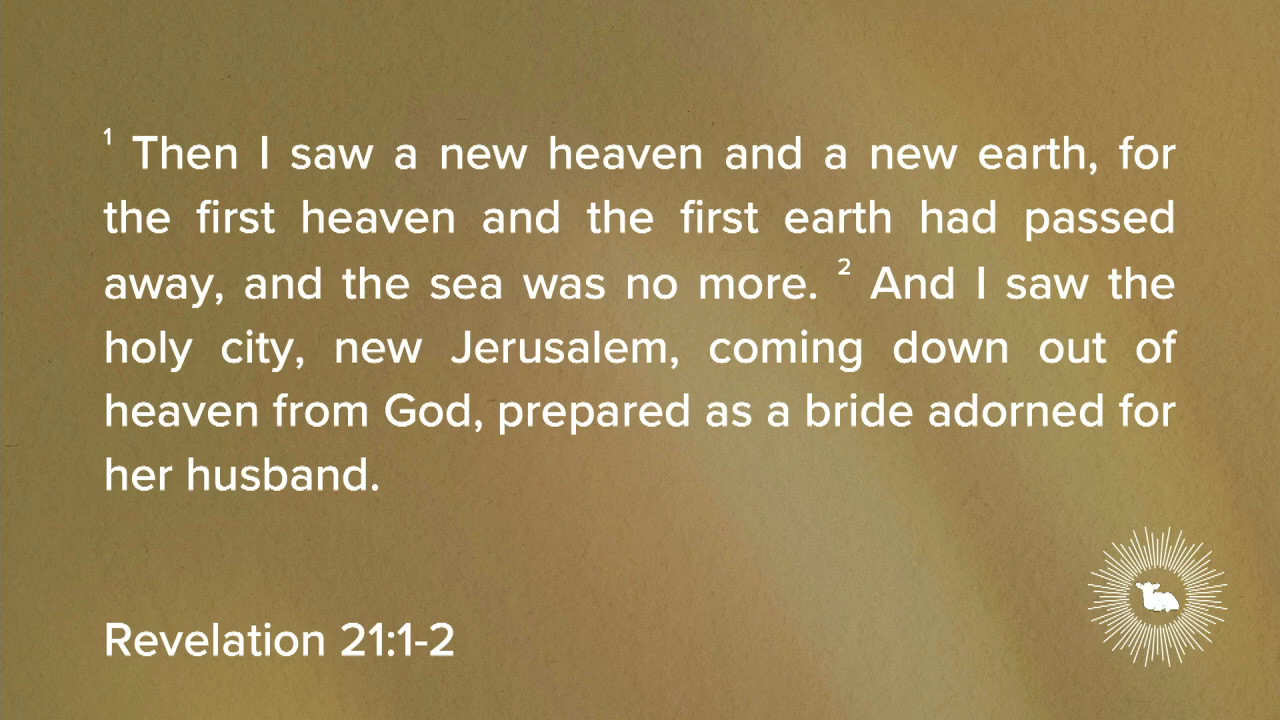 ¹ Then I saw a new heaven and a new earth, for
the first heaven and the first earth had passed
away, and the sea was no more. ² And I saw the
holy city, new Jerusalem, coming down out of
heaven from God, prepared as a bride adorned for
her husband.
Revelation 21:1-2